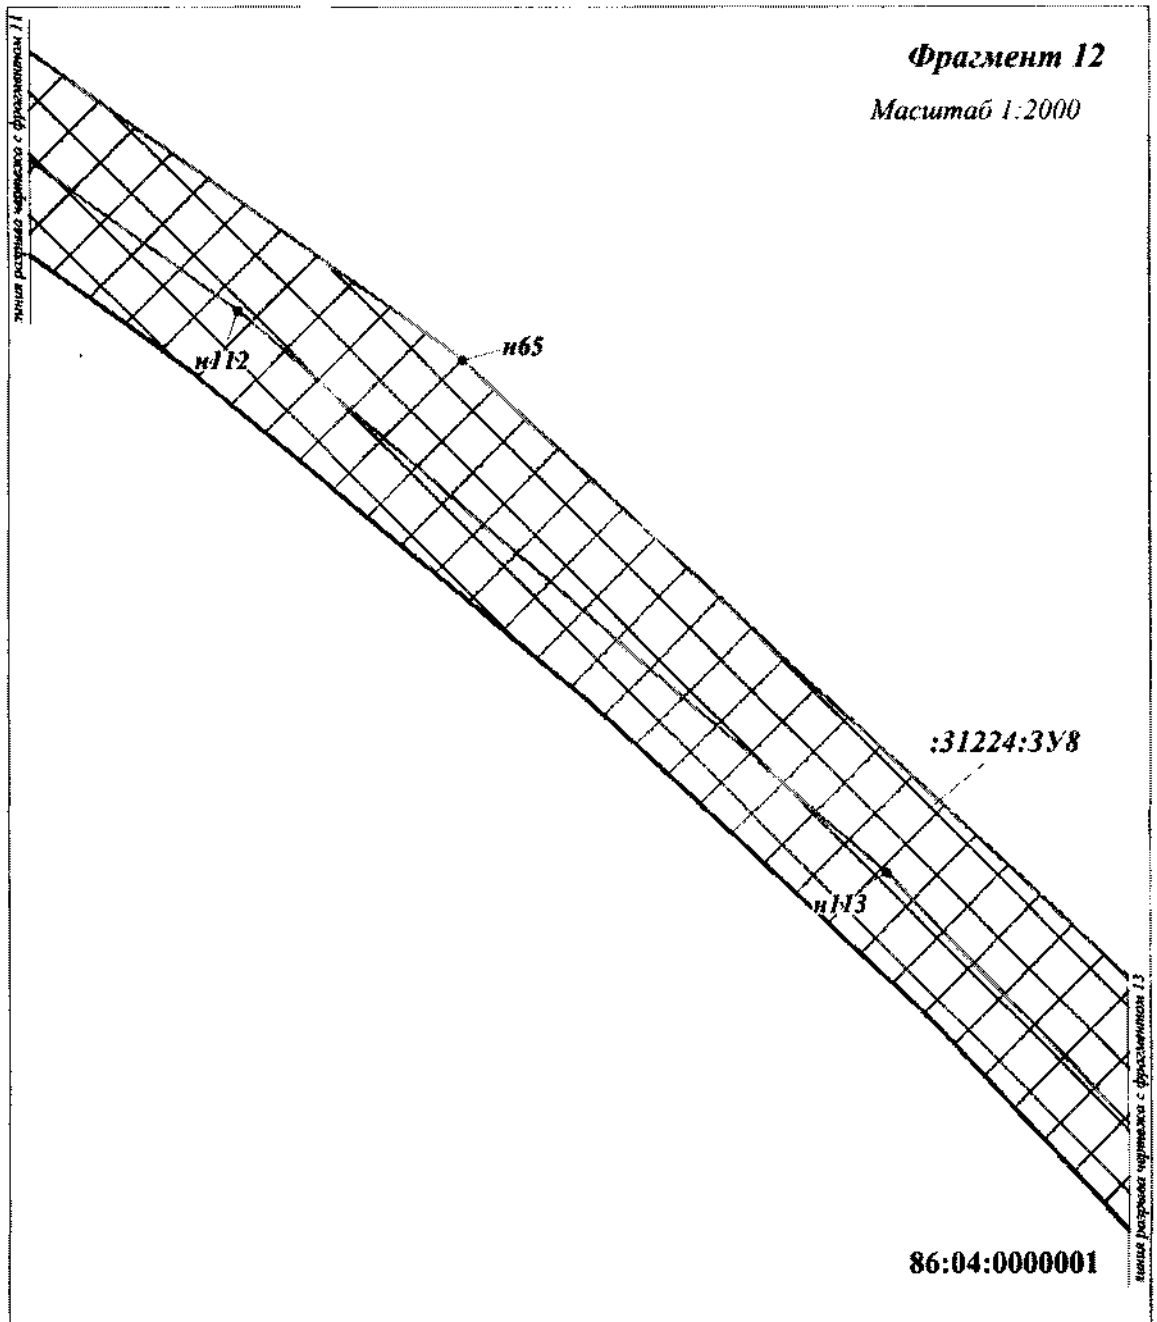 Фрагмент 12
Масштаб 1:2000
линия разрыва чертежа с фрагментом 11
н112
н65
:31224:ЗУ8
н113
линия разрыва чертежа с фрагментом 13
86:04:0000001